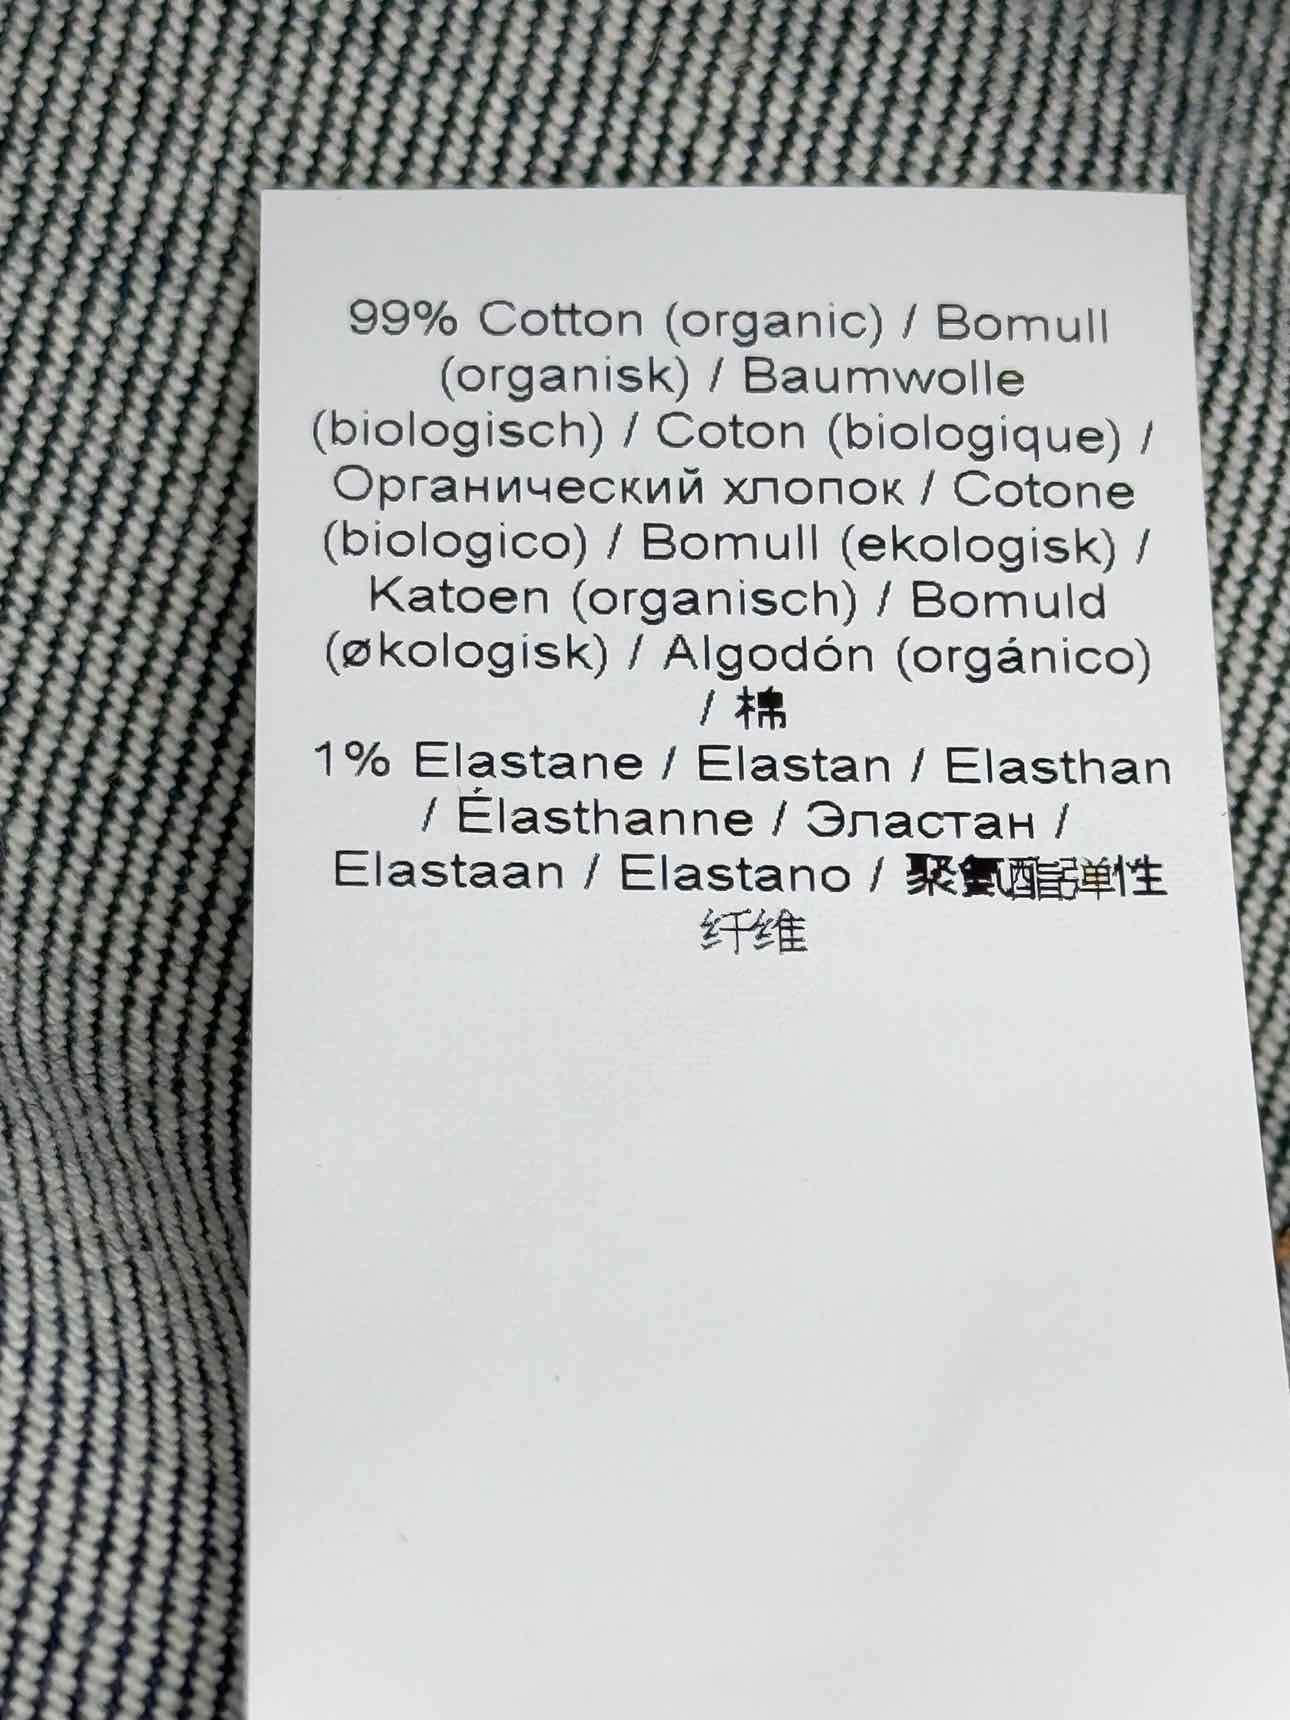 99% Cotton (organic) / Bomull
(organisk) / Baumwolle
(biologisch) / Coton (biologique) /
Органический хлопок / Cotone
(biologico) / Bomull (ekologisk) /
Katoen (organisch) / Bomuld
(økologisk) / Algodón (orgánico)
/ 棉
1% Elastane / Elastan / Elasthan
/ Élasthanne / Эластан /
Elastaan / Elastano / 聚氨酯弹性
纤维